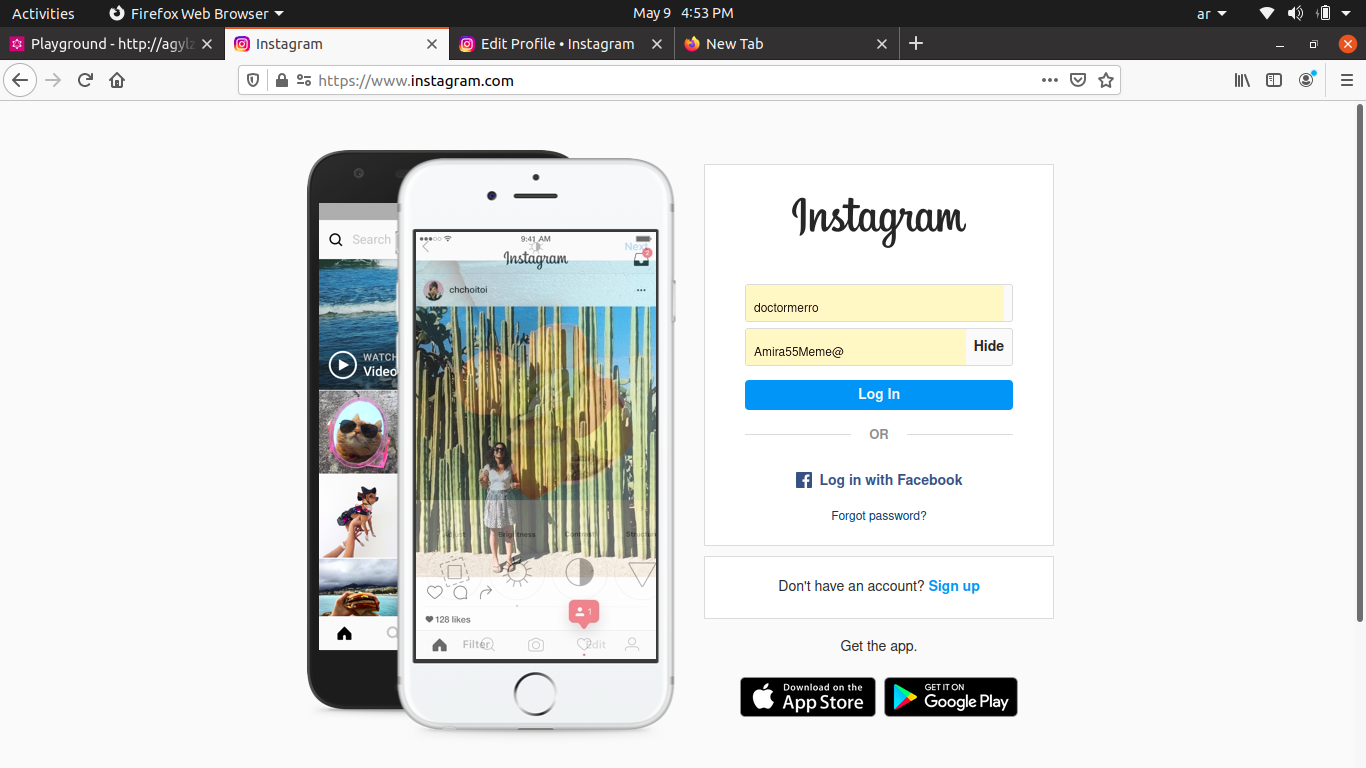 Activities
Firefox Web Browser
May 9 4:53 PM
ar
Playground - http://agylz
Instagram
Edit Profile • Instagram
New Tab
https://www.instagram.com
Search
WATCH
Video
9:41 AM
Next
Instagram
2
chchoitoi
Brightness
Contrast
128 likes
1
Filter
Edit
Instagram
doctormerro
Amira55Meme@
Hide
Log In
OR
Log in with Facebook
Forgot password?
Don't have an account? Sign up
Get the app.
Download on the
App Store
GET IT ON
Google Play